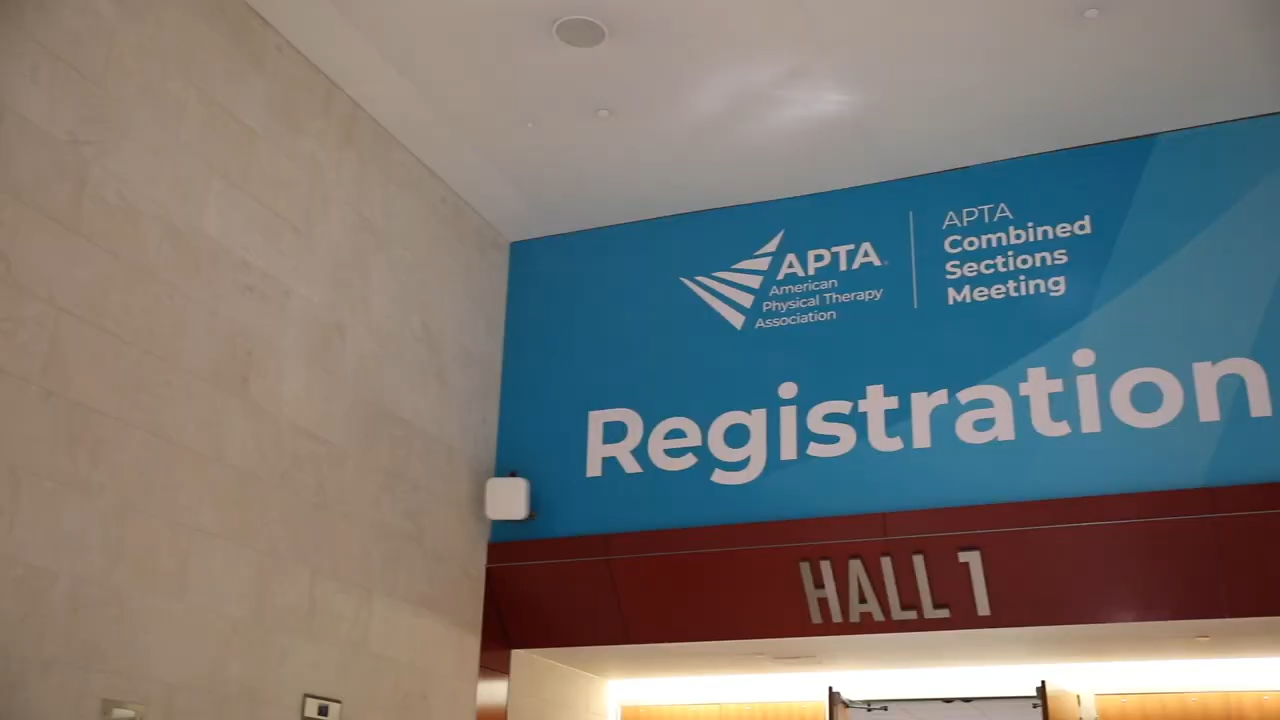 APTA
American
Physical Therapy
Association
APTA
Combined
Sections
Meeting
Registration
HALL 1